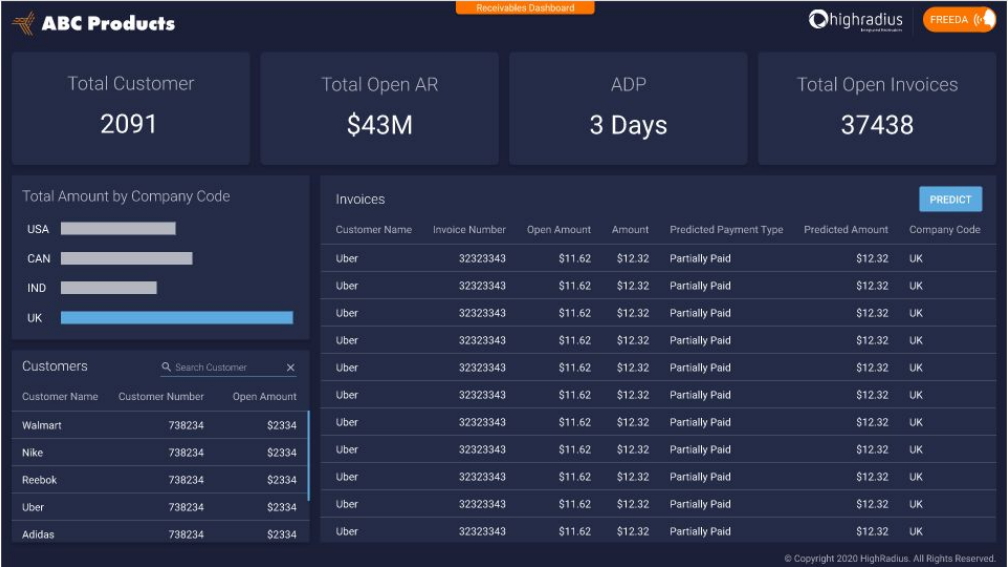 Receivables Dashboard
ABC Products
highradius
FREEDA
Total Customer
2091
Total Open AR
$43M
ADP
3 Days
Total Open Invoices
37438
Total Amount by Company Code
USA
CAN
IND
UK
Customers
Search Customer
Customer Name Customer Number Open Amount
Walmart 738234 $2334
Nike 738234 $2334
Reebok 738234 $2334
Uber 738234 $2334
Adidas 738234 $2334
Invoices
PREDICT
Customer Name Invoice Number Open Amount Amount Predicted Payment Type Predicted Amount Company Code
Uber 32323343 $11.62 $12.32 Partially Paid $12.32 UK
Uber 32323343 $11.62 $12.32 Partially Paid $12.32 UK
Uber 32323343 $11.62 $12.32 Partially Paid $12.32 UK
Uber 32323343 $11.62 $12.32 Partially Paid $12.32 UK
Uber 32323343 $11.62 $12.32 Partially Paid $12.32 UK
Uber 32323343 $11.62 $12.32 Partially Paid $12.32 UK
Uber 32323343 $11.62 $12.32 Partially Paid $12.32 UK
Uber 32323343 $11.62 $12.32 Partially Paid $12.32 UK
Uber 32323343 $11.62 $12.32 Partially Paid $12.32 UK
Uber 32323343 $11.62 $12.32 Partially Paid $12.32 UK
Uber 32323343 $11.62 $12.32 Partially Paid $12.32 UK
© Copyright 2020 HighRadius. All Rights Reserved.